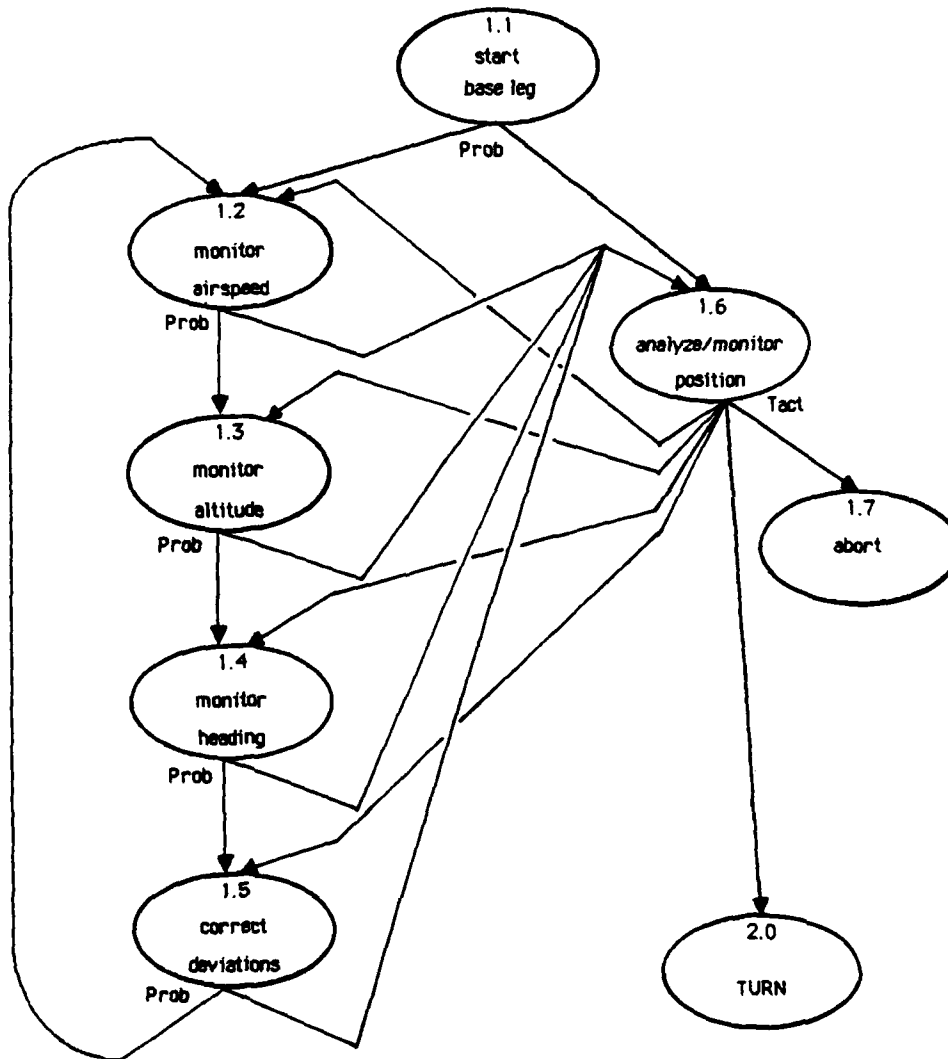 1.1
start
base leg
Prob
1.2
monitor
airspeed
Prob
1.6
analyze/monitor
position
Tact
1.3
monitor
altitude
Prob
1.7
abort
1.4
monitor
heading
Prob
1.5
correct
deviations
Prob
2.0
TURN